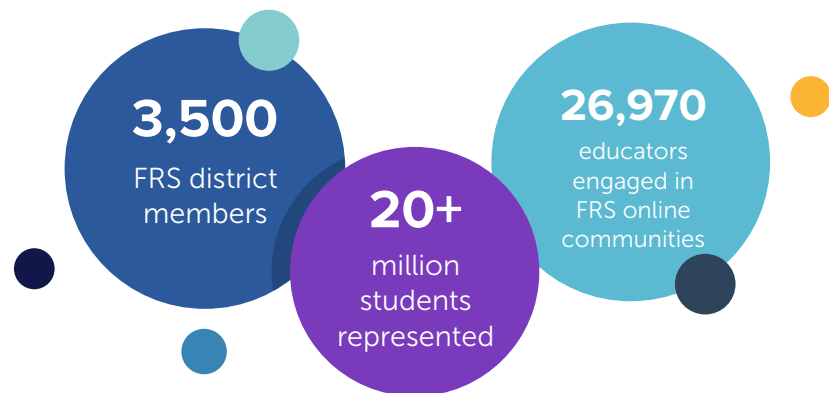 3,500
FRS district
members
20+
million
students
represented
26,970
educators
engaged in
FRS online
communities